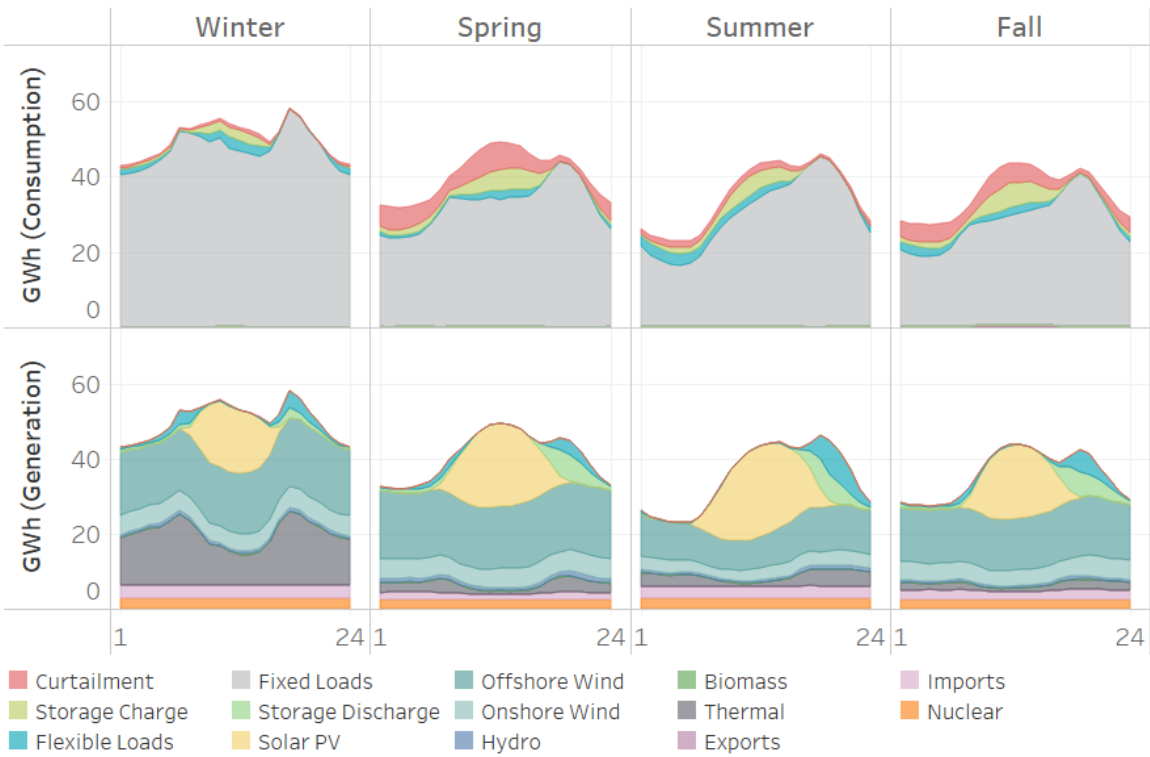 Winter Spring Summer Fall
GWh (Consumption)
60
40
20
0
GWh (Generation)
60
40
20
0
1 24 1 24 1 24 1 24
Curtailment Fixed Loads Offshore Wind Biomass Imports
Storage Charge Storage Discharge Onshore Wind Thermal Nuclear
Flexible Loads Solar PV Hydro Exports